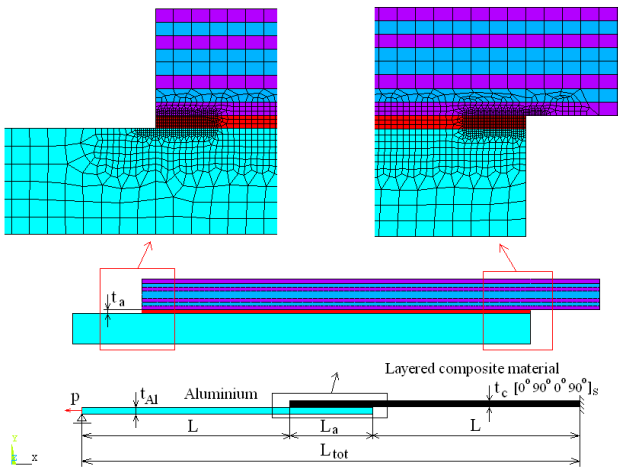 t_a
Layered composite material
P t_Al Aluminium t_c [0° 90° 0° 90°]_S
L L_a L
L_tot
Y
Z X